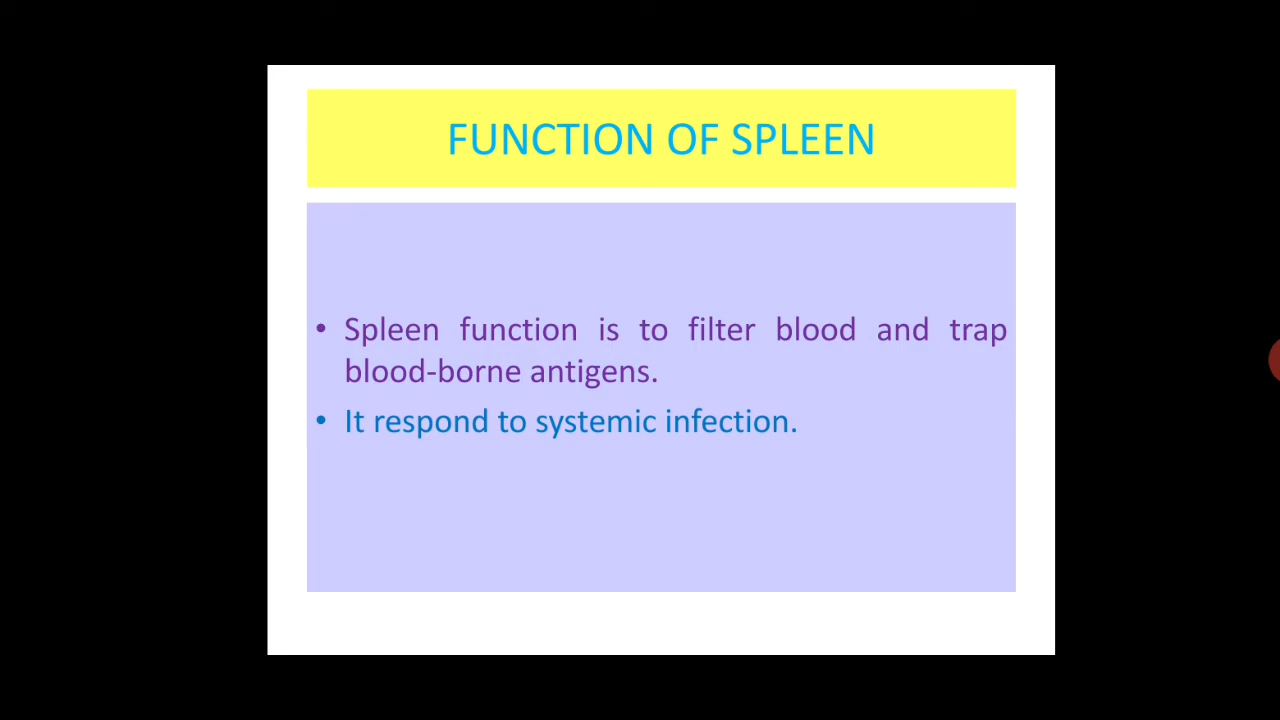 FUNCTION OF SPLEEN
• Spleen function is to filter blood and trap
blood-borne antigens.
• It respond to systemic infection.